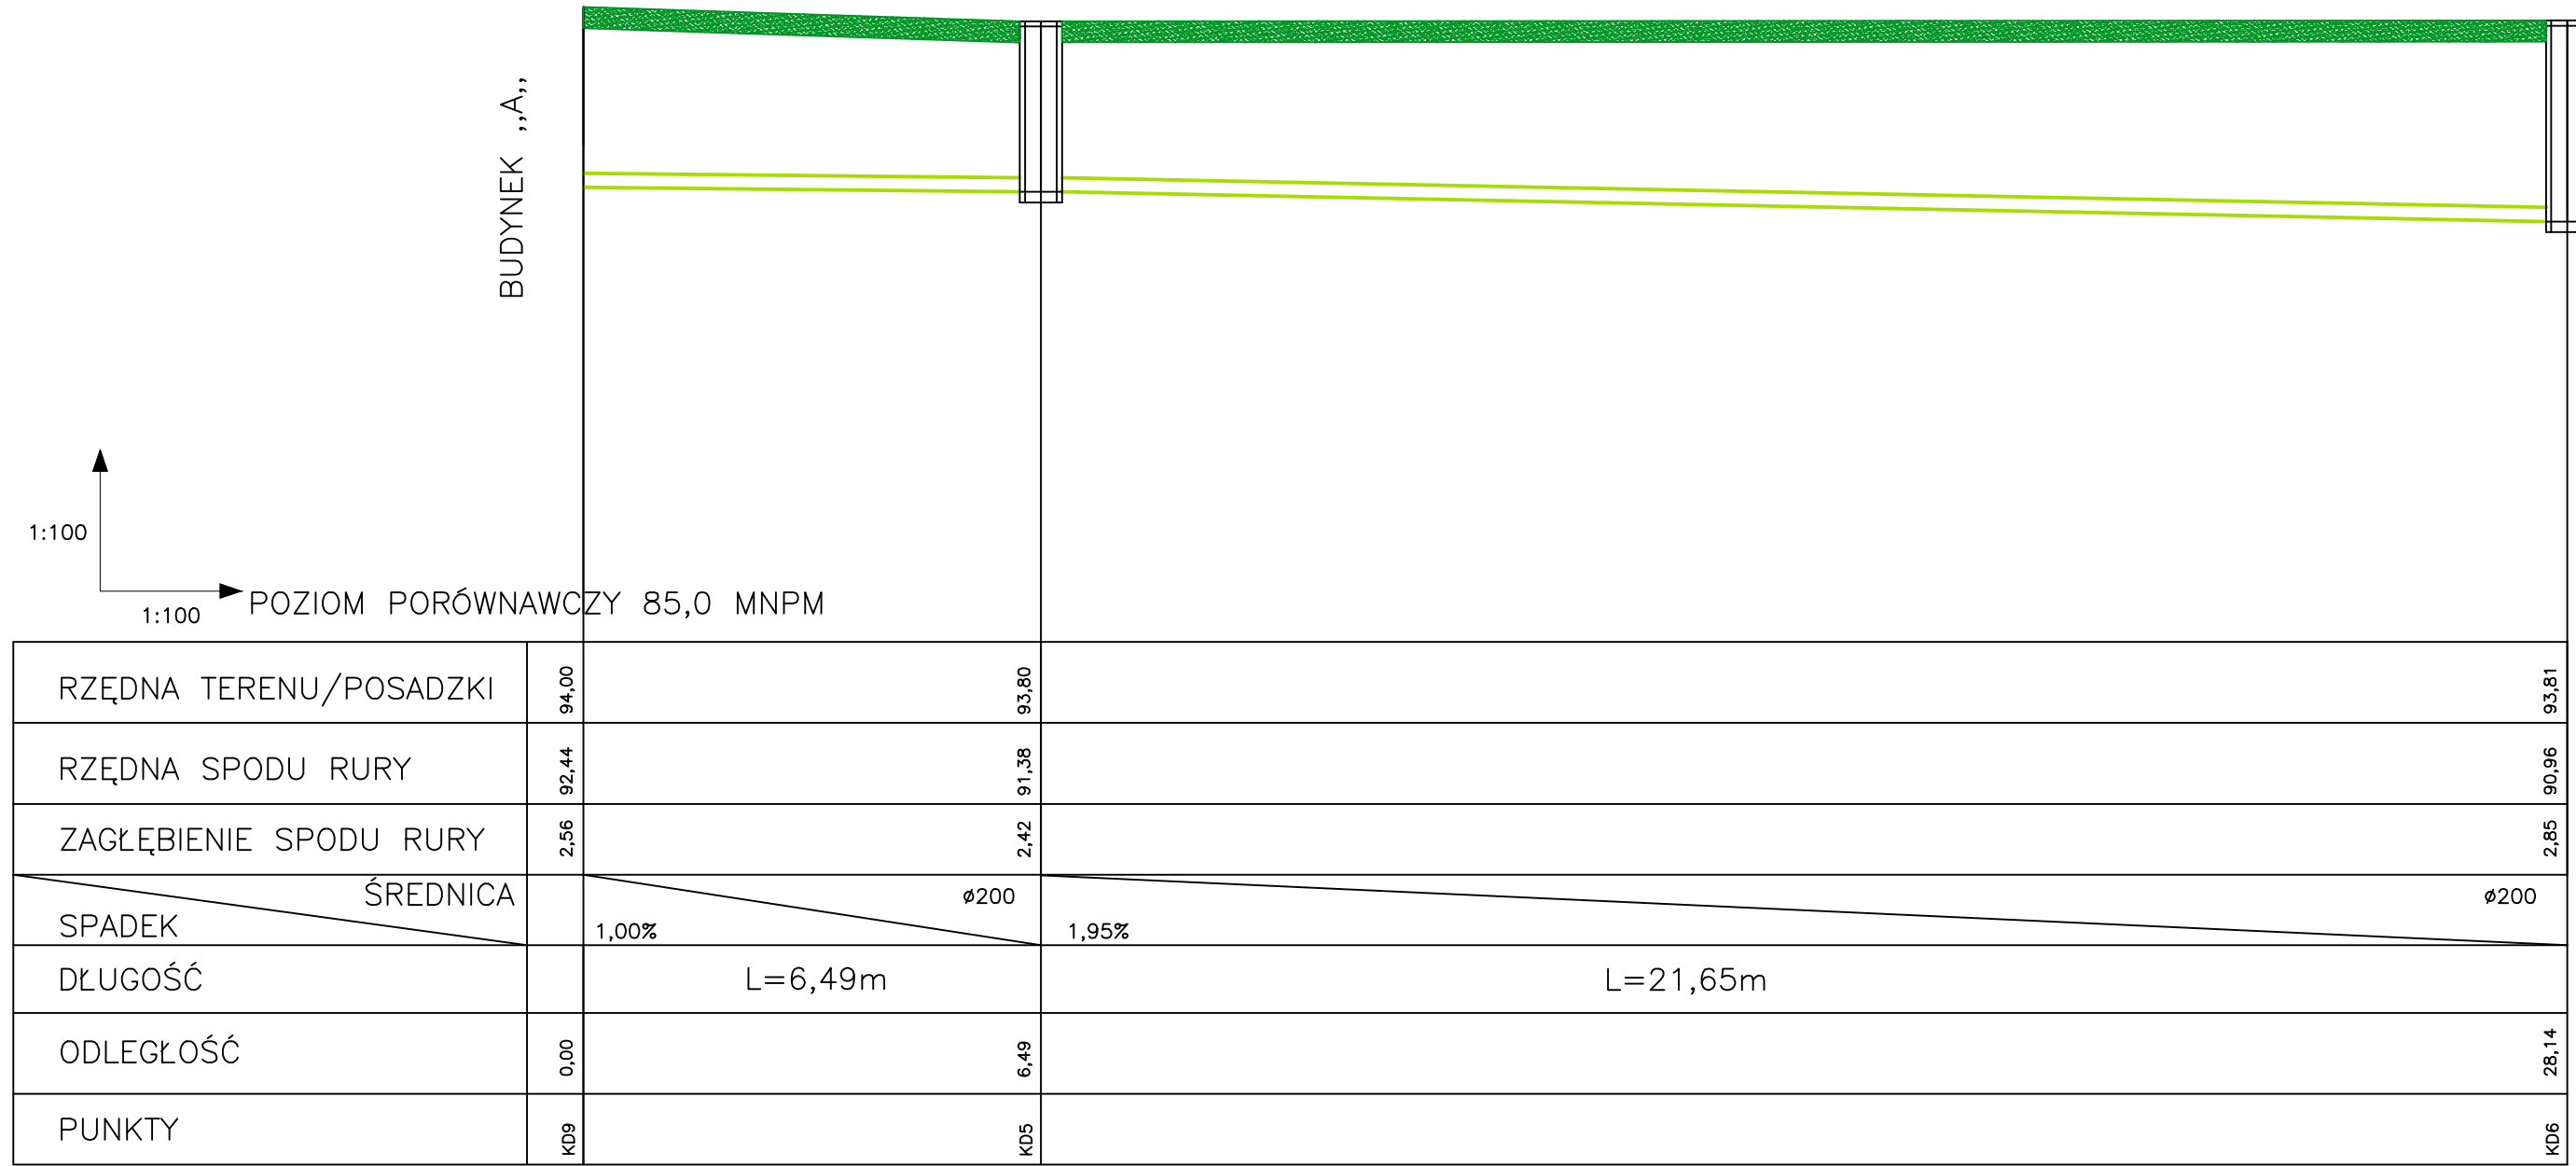 BUDYNEK ,,A,,
1:100
1:100
POZIOM PORÓWNAWCZY 85,0 MNPM
RZĘDNA TERENU/POSADZKI 94,00 93,80 93,81
RZĘDNA SPODU RURY 92,44 91,38 90,96
ZAGŁĘBIENIE SPODU RURY 2,56 2,42 2,85
ŚREDNICA ø200 ø200
SPADEK 1,00% 1,95%
DŁUGOŚĆ L=6,49m L=21,65m
ODLEGŁOŚĆ 0,00 6,49 28,14
PUNKTY KD9 KD5 KD6